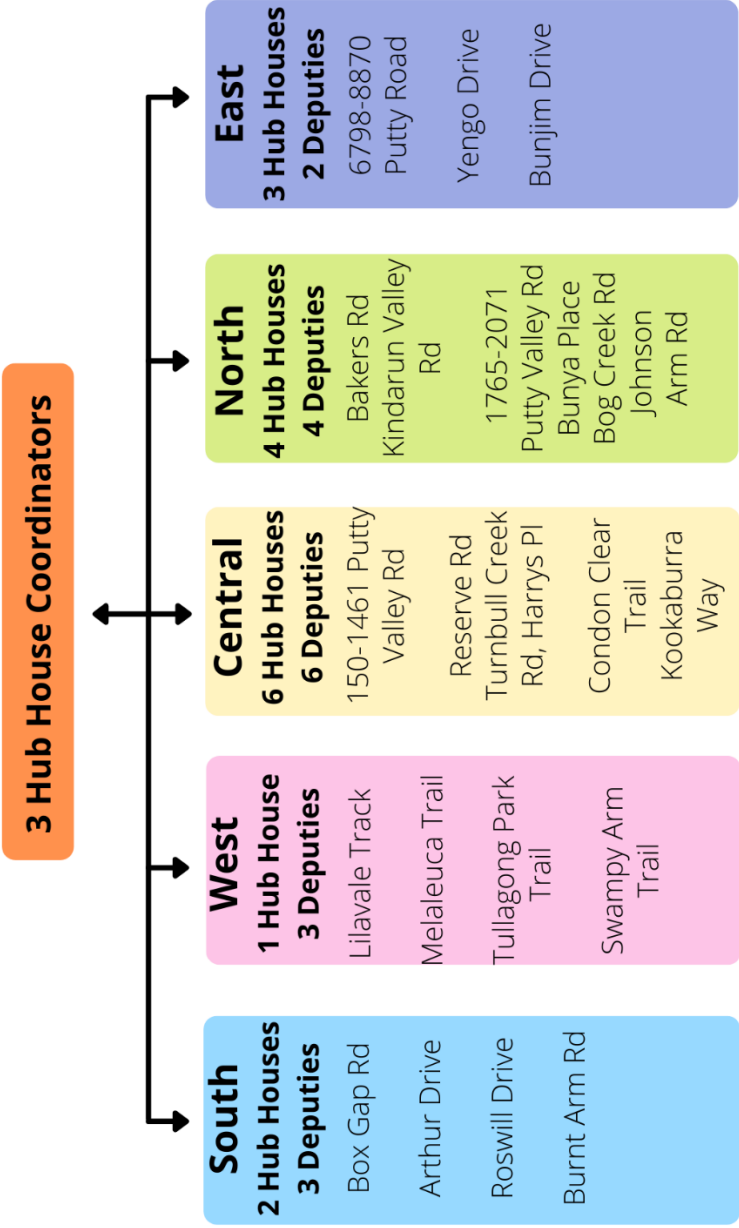 3 Hub House Coordinators
South
2 Hub Houses
3 Deputies
Box Gap Rd
Arthur Drive
Roswill Drive
Burnt Arm Rd
West
1 Hub House
3 Deputies
Lilavale Track
Melaleuca Trail
Tullagong Park
Trail
Swampy Arm
Trail
Central
6 Hub Houses
6 Deputies
150-1461 Putty
Valley Rd
Reserve Rd
Turnbull Creek
Rd, Harrys Pl
Condon Clear
Trail
Kookaburra
Way
North
4 Hub Houses
4 Deputies
Bakers Rd
Kindarun Valley
Rd
1765-2071
Putty Valley Rd
Bunya Place
Bog Creek Rd
Johnson
Arm Rd
East
3 Hub Houses
2 Deputies
6798-8870
Putty Road
Yengo Drive
Bunjim Drive